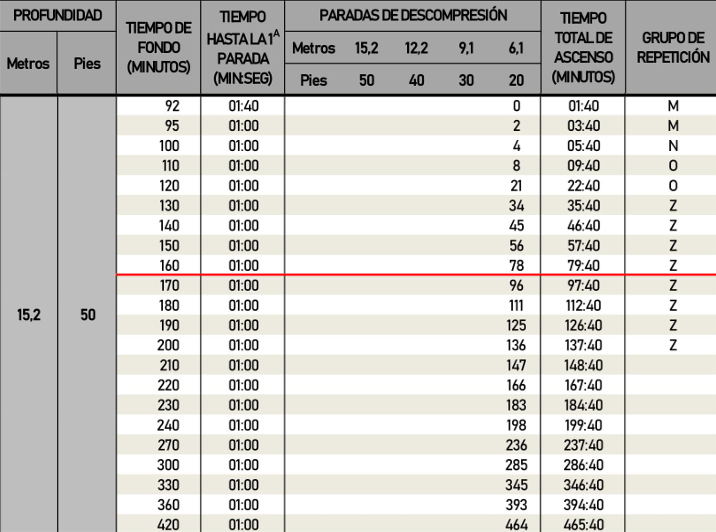 PROFUNDIDAD TIEMPO DE FONDO (MINUTOS) TIEMPO HASTA LA 1ᴬ PARADA (MIN:SEG) PARADAS DE DESCOMPRESIÓN TIEMPO TOTAL DE ASCENSO (MINUTOS) GRUPO DE REPETICIÓN
Metros Pies Metros 15,2 12,2 9,1 6,1
Pies 50 40 30 20
92 01:40 0 01:40 M
95 01:00 2 03:40 M
100 01:00 4 05:40 N
110 01:00 8 09:40 O
120 01:00 21 22:40 O
130 01:00 34 35:40 Z
140 01:00 45 46:40 Z
150 01:00 56 57:40 Z
160 01:00 78 79:40 Z
170 01:00 96 97:40 Z
180 01:00 111 112:40 Z
15,2 50
190 01:00 125 126:40 Z
200 01:00 136 137:40 Z
210 01:00 147 148:40
220 01:00 166 167:40
230 01:00 183 184:40
240 01:00 198 199:40
270 01:00 236 237:40
300 01:00 285 286:40
330 01:00 345 346:40
360 01:00 393 394:40
420 01:00 464 465:40